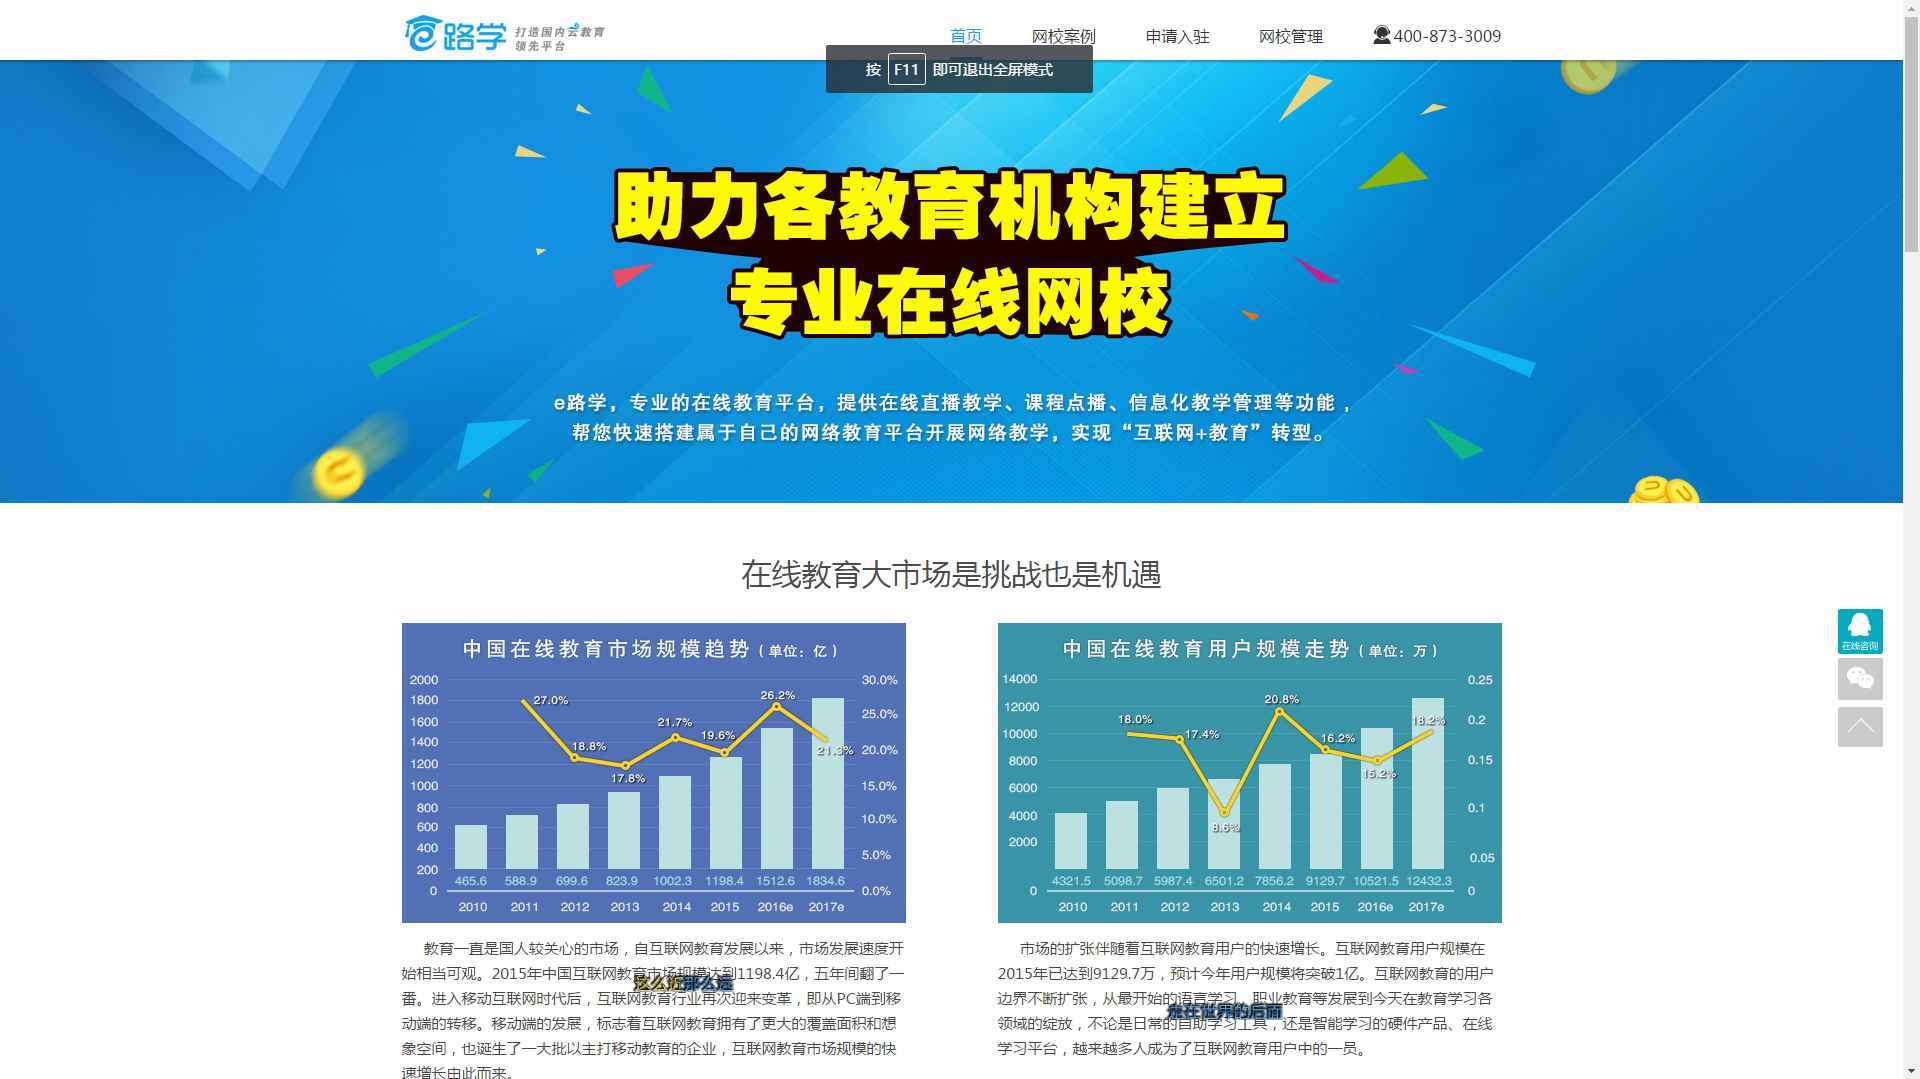 e路学 打造国内云教育
领先平台
首页 网校案例 申请入驻 网校管理 400-873-3009
按 F11 即可退出全屏模式
助力各教育机构建立
专业在线网校
e路学，专业的在线教育平台，提供在线直播教学、课程点播、信息化教学管理等功能，
帮您快速搭建属于自己的网络教育平台开展网络教学，实现“互联网+教育”转型。
在线教育大市场是挑战也是机遇
中国在线教育市场规模趋势（单位：亿）
2000 30.0%
1800
1600 25.0%
1400 20.0%
1200
1000 15.0%
800 10.0%
600
400 5.0%
200
0 0.0%
27.0% 18.8% 17.8% 21.7% 19.6% 26.2% 21.3%
465.6 588.9 699.6 823.9 1002.3 1198.4 1512.6 1834.6
2010 2011 2012 2013 2014 2015 2016e 2017e
中国在线教育用户规模走势（单位：万）
14000 0.25
12000 0.2
10000
8000 0.15
6000 0.1
4000
2000 0.05
0 0
18.0% 17.4% 8.6% 20.8% 16.2% 15.2% 18.2%
4321.5 5098.7 5987.4 6501.2 7856.2 9129.7 10521.5 12432.3
2010 2011 2012 2013 2014 2015 2016e 2017e
教育一直是国人较关心的市场，自互联网教育发展以来，市场发展速度开
始相当可观。2015年中国互联网教育市场规模达到1198.4亿，五年间翻了一
番。进入移动互联网时代后，互联网教育行业再次迎来变革，即从PC端到移
动端的转移。移动端的发展，标志着互联网教育拥有了更大的覆盖面积和想
象空间，也诞生了一大批以主打移动教育的企业，互联网教育市场规模的快
速增长由此而来。
市场的扩张伴随着互联网教育用户的快速增长。互联网教育用户规模在
2015年已达到9129.7万，预计今年用户规模将突破1亿。互联网教育的用户
边界不断扩张，从最开始的语言学习、职业教育等发展到今天在教育学习各
领域的绽放，不论是日常的自助学习工具，还是智能学习的硬件产品、在线
学习平台，越来越多人成为了互联网教育用户中的一员。
这么近那么远
走在世界的后面
在线咨询